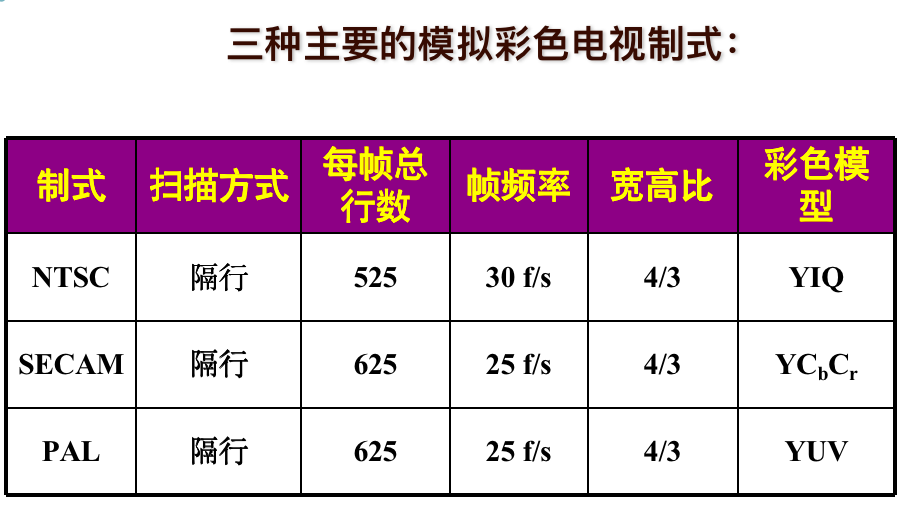 三种主要的模拟彩色电视制式：
制式 扫描方式 每帧总行数 帧频率 宽高比 彩色模型
NTSC 隔行 525 30 f/s 4/3 YIQ
SECAM 隔行 625 25 f/s 4/3 YCbCr
PAL 隔行 625 25 f/s 4/3 YUV